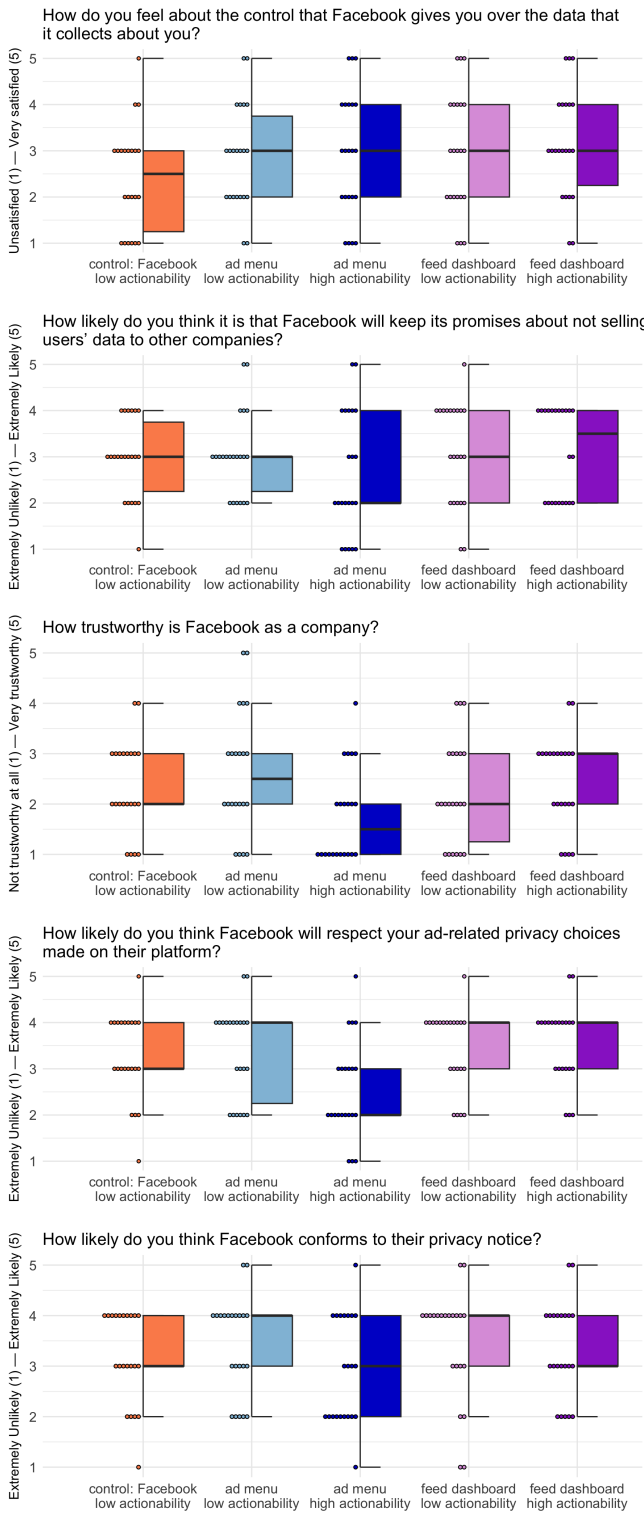 How do you feel about the control that Facebook gives you over the data that
it collects about you?
Unsatisfied (1) — Very satisfied (5)
5
4
3
2
1
control: Facebook
low actionability
ad menu
low actionability
ad menu
high actionability
feed dashboard
low actionability
feed dashboard
high actionability
How likely do you think it is that Facebook will keep its promises about not selling
users’ data to other companies?
Extremely Unlikely (1) — Extremely Likely (5)
5
4
3
2
1
control: Facebook
low actionability
ad menu
low actionability
ad menu
high actionability
feed dashboard
low actionability
feed dashboard
high actionability
How trustworthy is Facebook as a company?
Not trustworthy at all (1) — Very trustworthy (5)
5
4
3
2
1
control: Facebook
low actionability
ad menu
low actionability
ad menu
high actionability
feed dashboard
low actionability
feed dashboard
high actionability
How likely do you think Facebook will respect your ad-related privacy choices
made on their platform?
Extremely Unlikely (1) — Extremely Likely (5)
5
4
3
2
1
control: Facebook
low actionability
ad menu
low actionability
ad menu
high actionability
feed dashboard
low actionability
feed dashboard
high actionability
How likely do you think Facebook conforms to their privacy notice?
Extremely Unlikely (1) — Extremely Likely (5)
5
4
3
2
1
control: Facebook
low actionability
ad menu
low actionability
ad menu
high actionability
feed dashboard
low actionability
feed dashboard
high actionability